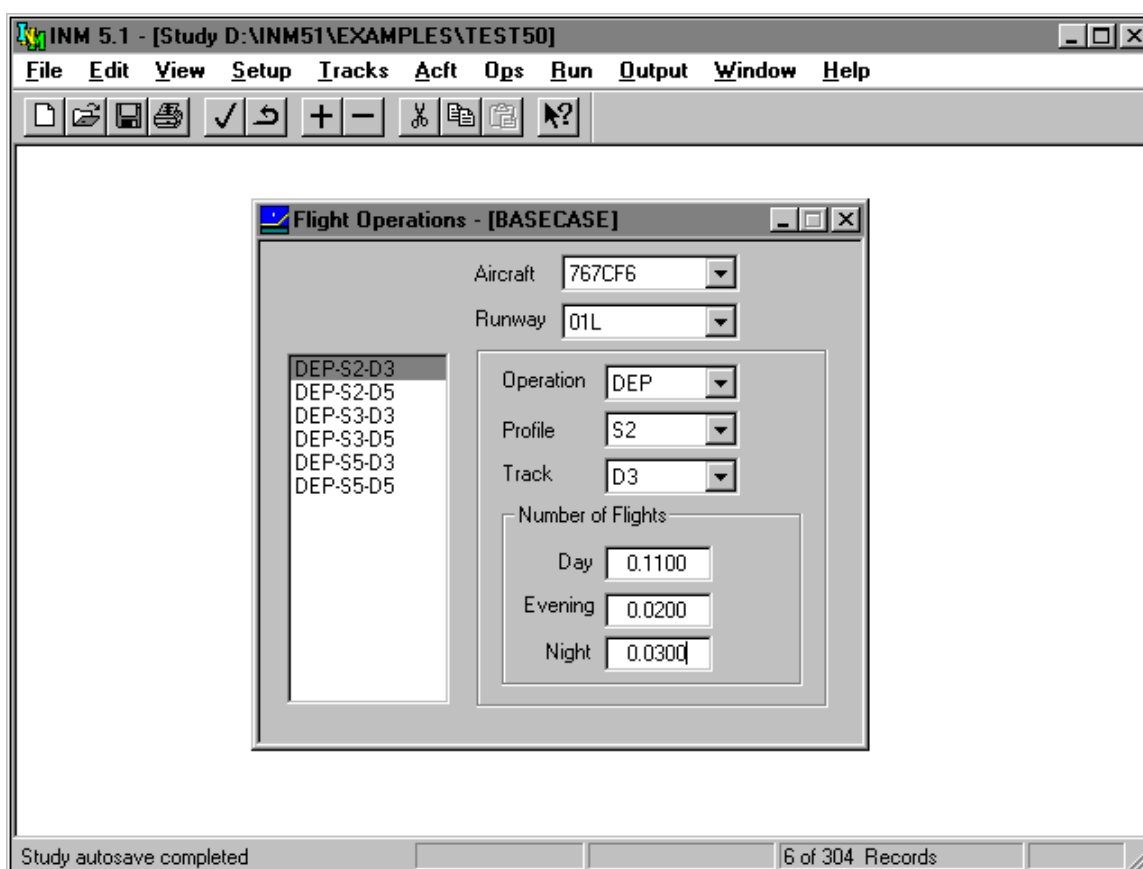 INM 5.1 - [Study D:\INM51\EXAMPLES\TEST50]
File Edit View Setup Tracks Acft Ops Run Output Window Help
Flight Operations - [BASECASE]
Aircraft 767CF6
Runway 01L
DEP-S2-D3
DEP-S2-D5
DEP-S3-D3
DEP-S3-D5
DEP-S5-D3
DEP-S5-D5
Operation DEP
Profile S2
Track D3
Number of Flights
Day 0.1100
Evening 0.0200
Night 0.0300
Study autosave completed
6 of 304 Records